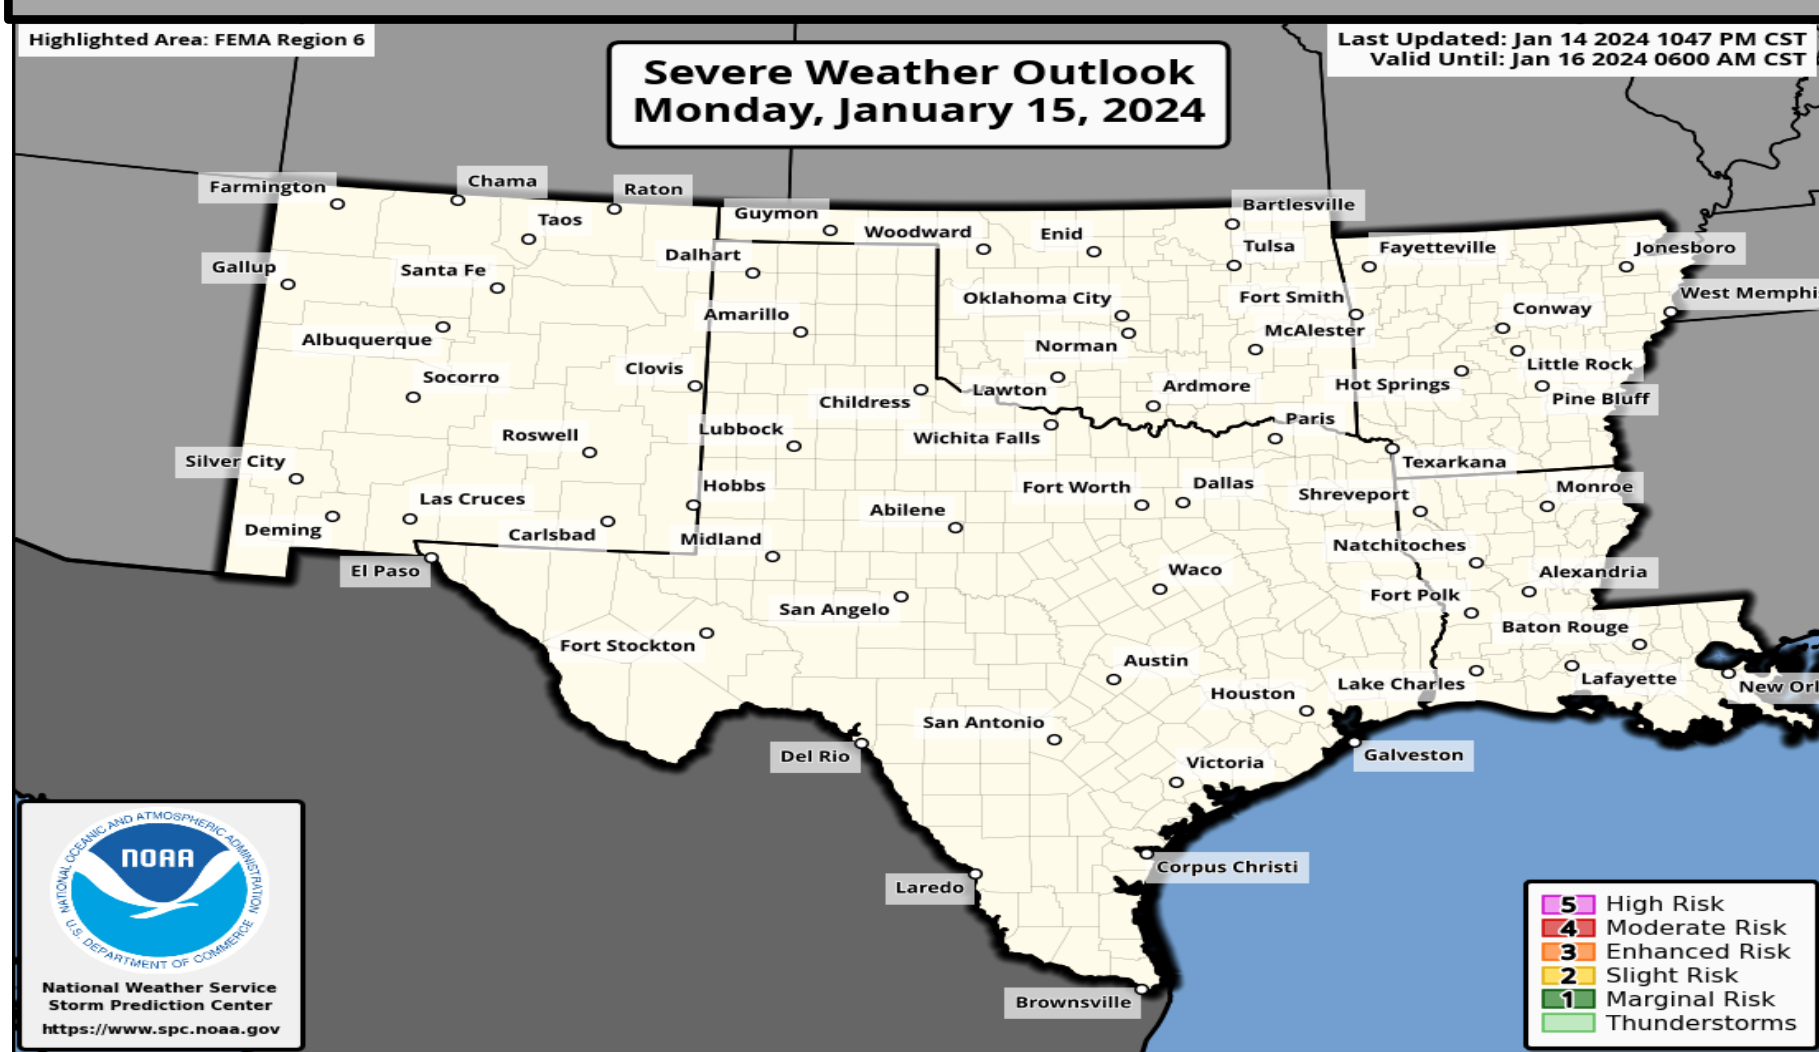 Highlighted Area: FEMA Region 6
Last Updated: Jan 14 2024 1047 PM CST
Valid Until: Jan 16 2024 0600 AM CST
Severe Weather Outlook
Monday, January 15, 2024
Farmington
Chama
Raton
Taos
Guymon
Woodward
Enid
Bartlesville
Tulsa
Fayetteville
Jonesboro
Gallup
Santa Fe
Dalhart
Oklahoma City
Fort Smith
Conway
West Memphi
Albuquerque
Amarillo
Norman
McAlester
Little Rock
Socorro
Clovis
Childress
Lawton
Ardmore
Hot Springs
Pine Bluff
Roswell
Lubbock
Wichita Falls
Paris
Texarkana
Silver City
Las Cruces
Hobbs
Fort Worth
Dallas
Shreveport
Monroe
Deming
Carlsbad
Midland
Abilene
Natchitoches
El Paso
Waco
Alexandria
San Angelo
Fort Polk
Fort Stockton
Baton Rouge
Austin
Houston
Lake Charles
Lafayette
New Orl
San Antonio
Del Rio
Victoria
Galveston
Laredo
Corpus Christi
Brownsville
NATIONAL OCEANIC AND ATMOSPHERIC ADMINISTRATION
NOAA
U.S. DEPARTMENT OF COMMERCE
National Weather Service
Storm Prediction Center
https://www.spc.noaa.gov
5 High Risk
4 Moderate Risk
3 Enhanced Risk
2 Slight Risk
1 Marginal Risk
Thunderstorms